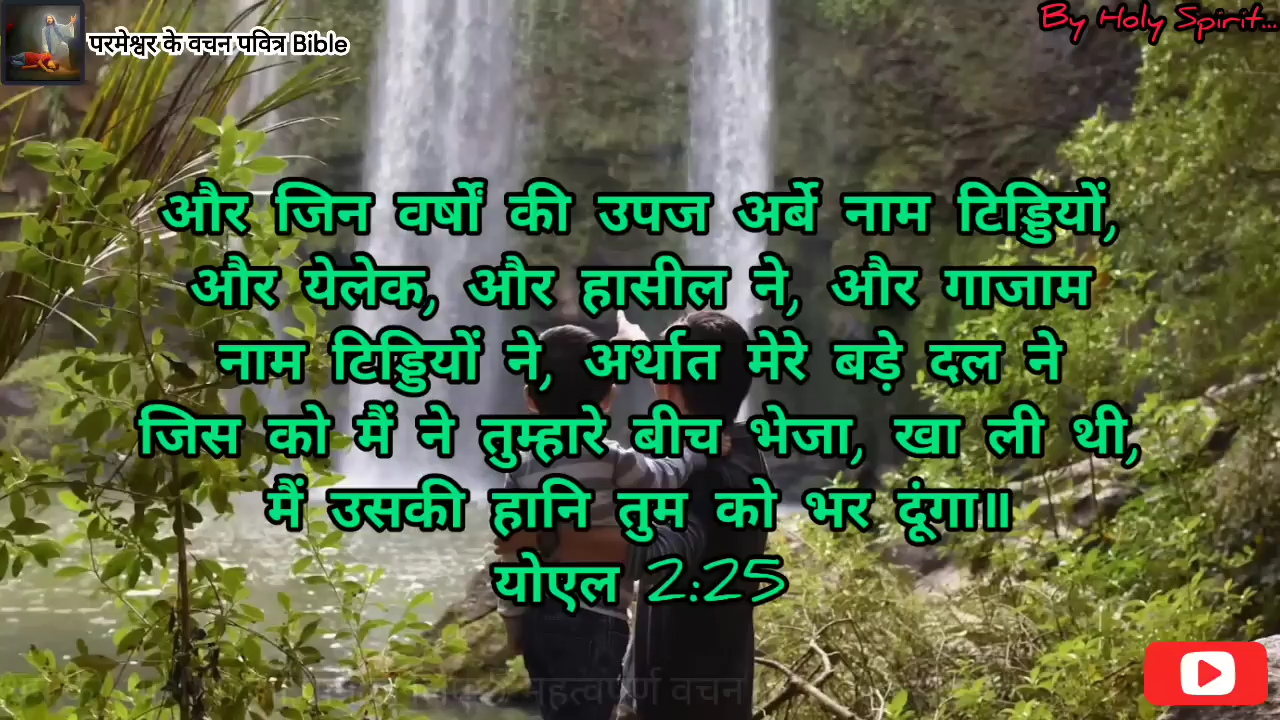 परमेश्वर के वचन पवित्र Bible
By Holy Spirit...
और जिन वर्षों की उपज अर्बे नाम टिड्डियों,
और येलेक, और हासील ने, और गाजाम
नाम टिड्डियों ने, अर्थात मेरे बड़े दल ने
जिस को मैं ने तुम्हारे बीच भेजा, खा ली थी,
मैं उसकी हानि तुम को भर दूंगा॥
योएल 2:25
महत्वपूर्ण वचन